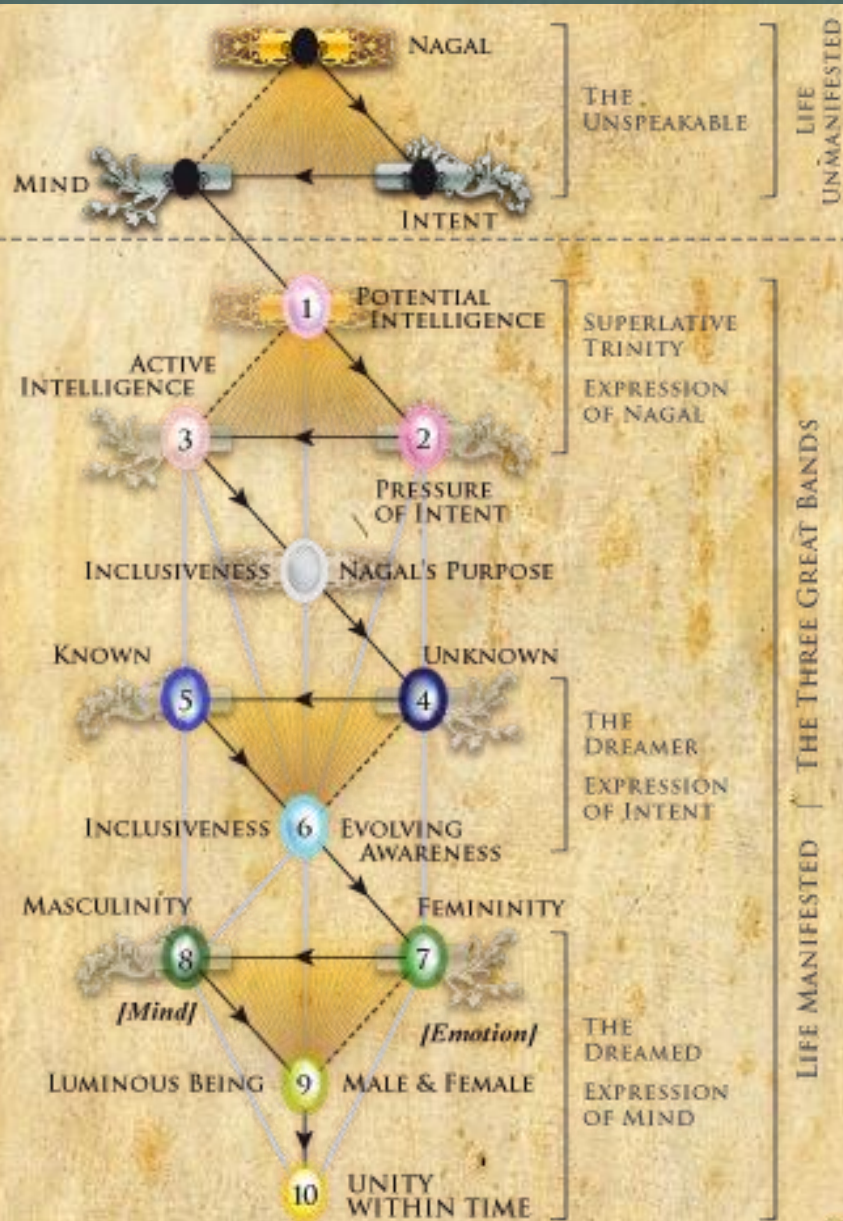 NAGAL
THE
UNSPEAKABLE
LIFE
UNMANIFESTED
MIND
INTENT
1
POTENTIAL
INTELLIGENCE
SUPERLATIVE
TRINITY
EXPRESSION
OF NAGAL
ACTIVE
INTELLIGENCE
3
2
PRESSURE
OF INTENT
INCLUSIVENESS
NAGAL'S PURPOSE
THE THREE GREAT BANDS
KNOWN
UNKNOWN
5
4
THE
DREAMER
EXPRESSION
OF INTENT
INCLUSIVENESS
6
EVOLVING
AWARENESS
LIFE MANIFESTED
MASCULINITY
FEMININITY
8
7
[Mind]
[Emotion]
THE
DREAMED
EXPRESSION
OF MIND
LUMINOUS BEING
9
MALE & FEMALE
10
UNITY
WITHIN TIME